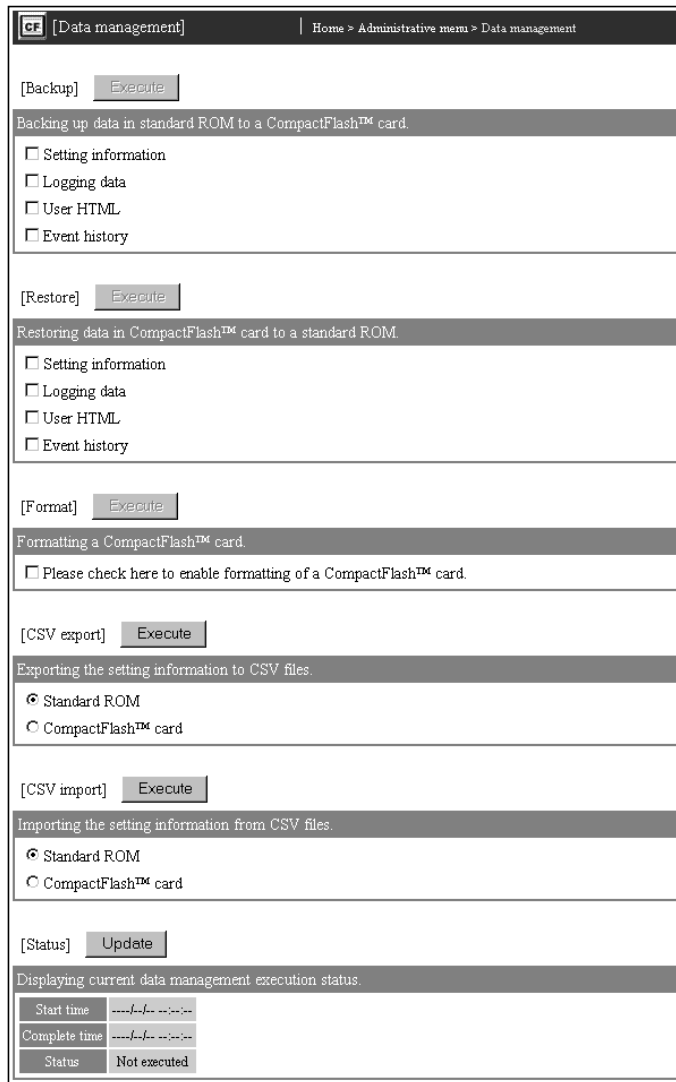 CF [Data management] Home > Administrative menu > Data management
[Backup] Execute
Backing up data in standard ROM to a CompactFlash™ card.
Setting information
Logging data
User HTML
Event history
[Restore] Execute
Restoring data in CompactFlash™ card to a standard ROM.
Setting information
Logging data
User HTML
Event history
[Format] Execute
Formatting a CompactFlash™ card.
Please check here to enable formatting of a CompactFlash™ card.
[CSV export] Execute
Exporting the setting information to CSV files.
Standard ROM
CompactFlash™ card
[CSV import] Execute
Importing the setting information from CSV files.
Standard ROM
CompactFlash™ card
[Status] Update
Displaying current data management execution status.
Start time ----/--/-- --:--:--
Complete time ----/--/-- --:--:--
Status Not executed